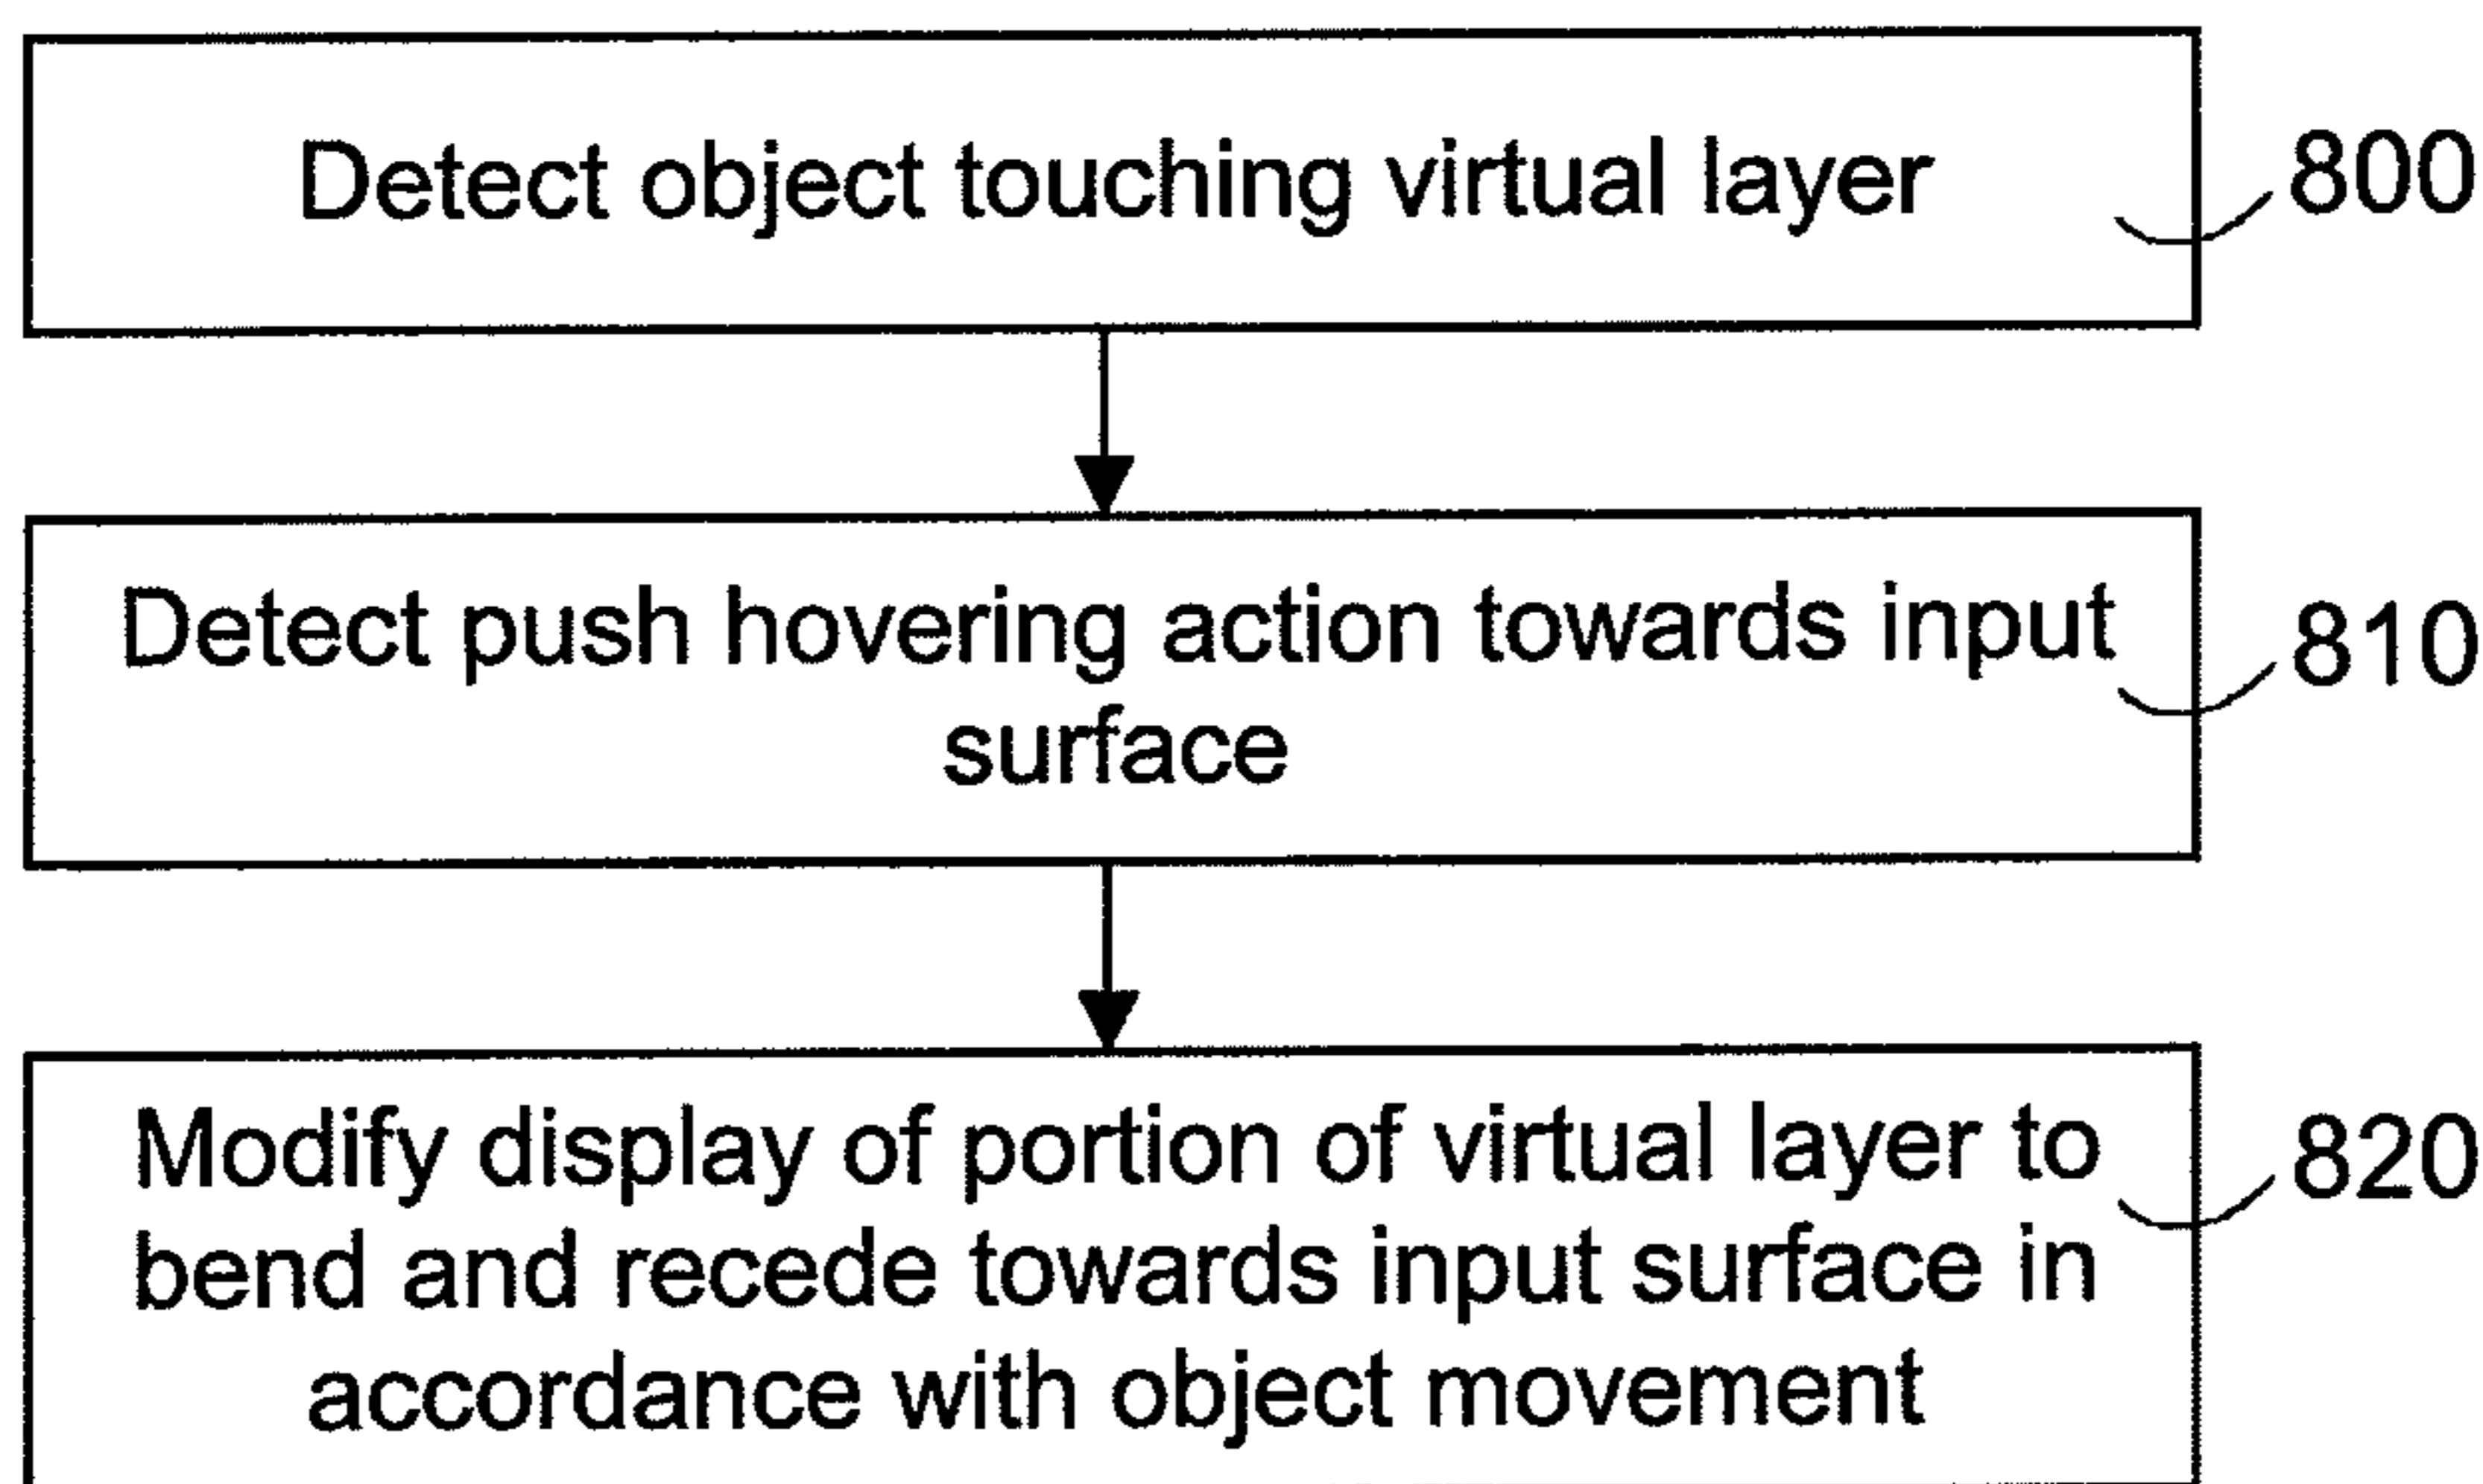 Detect object touching virtual layer
800
Detect push hovering action towards input
surface
810
Modify display of portion of virtual layer to
bend and recede towards input surface in
accordance with object movement
820